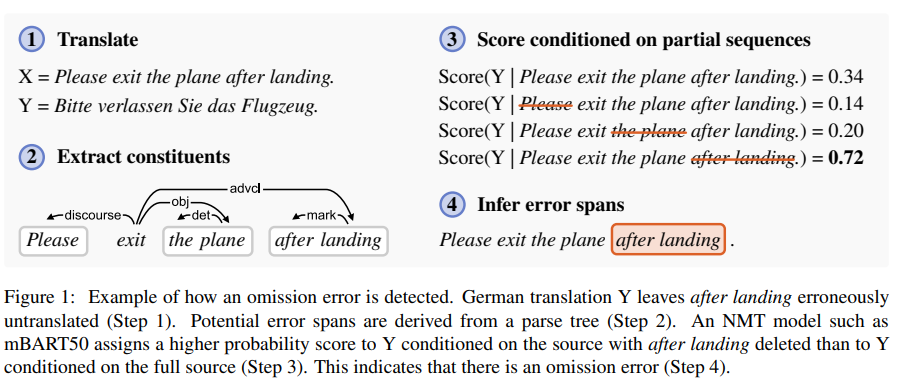 1 Translate
X = Please exit the plane after landing.
Y = Bitte verlassen Sie das Flugzeug.
2 Extract constituents
advcl
obj
discourse det mark
Please exit the plane after landing
3 Score conditioned on partial sequences
Score(Y | Please exit the plane after landing.) = 0.34
Score(Y | Please exit the plane after landing.) = 0.14
Score(Y | Please exit the plane after landing.) = 0.20
Score(Y | Please exit the plane after landing.) = 0.72
4 Infer error spans
Please exit the plane after landing .
Figure 1: Example of how an omission error is detected. German translation Y leaves after landing erroneously
untranslated (Step 1). Potential error spans are derived from a parse tree (Step 2). An NMT model such as
mBART50 assigns a higher probability score to Y conditioned on the source with after landing deleted than to Y
conditioned on the full source (Step 3). This indicates that there is an omission error (Step 4).